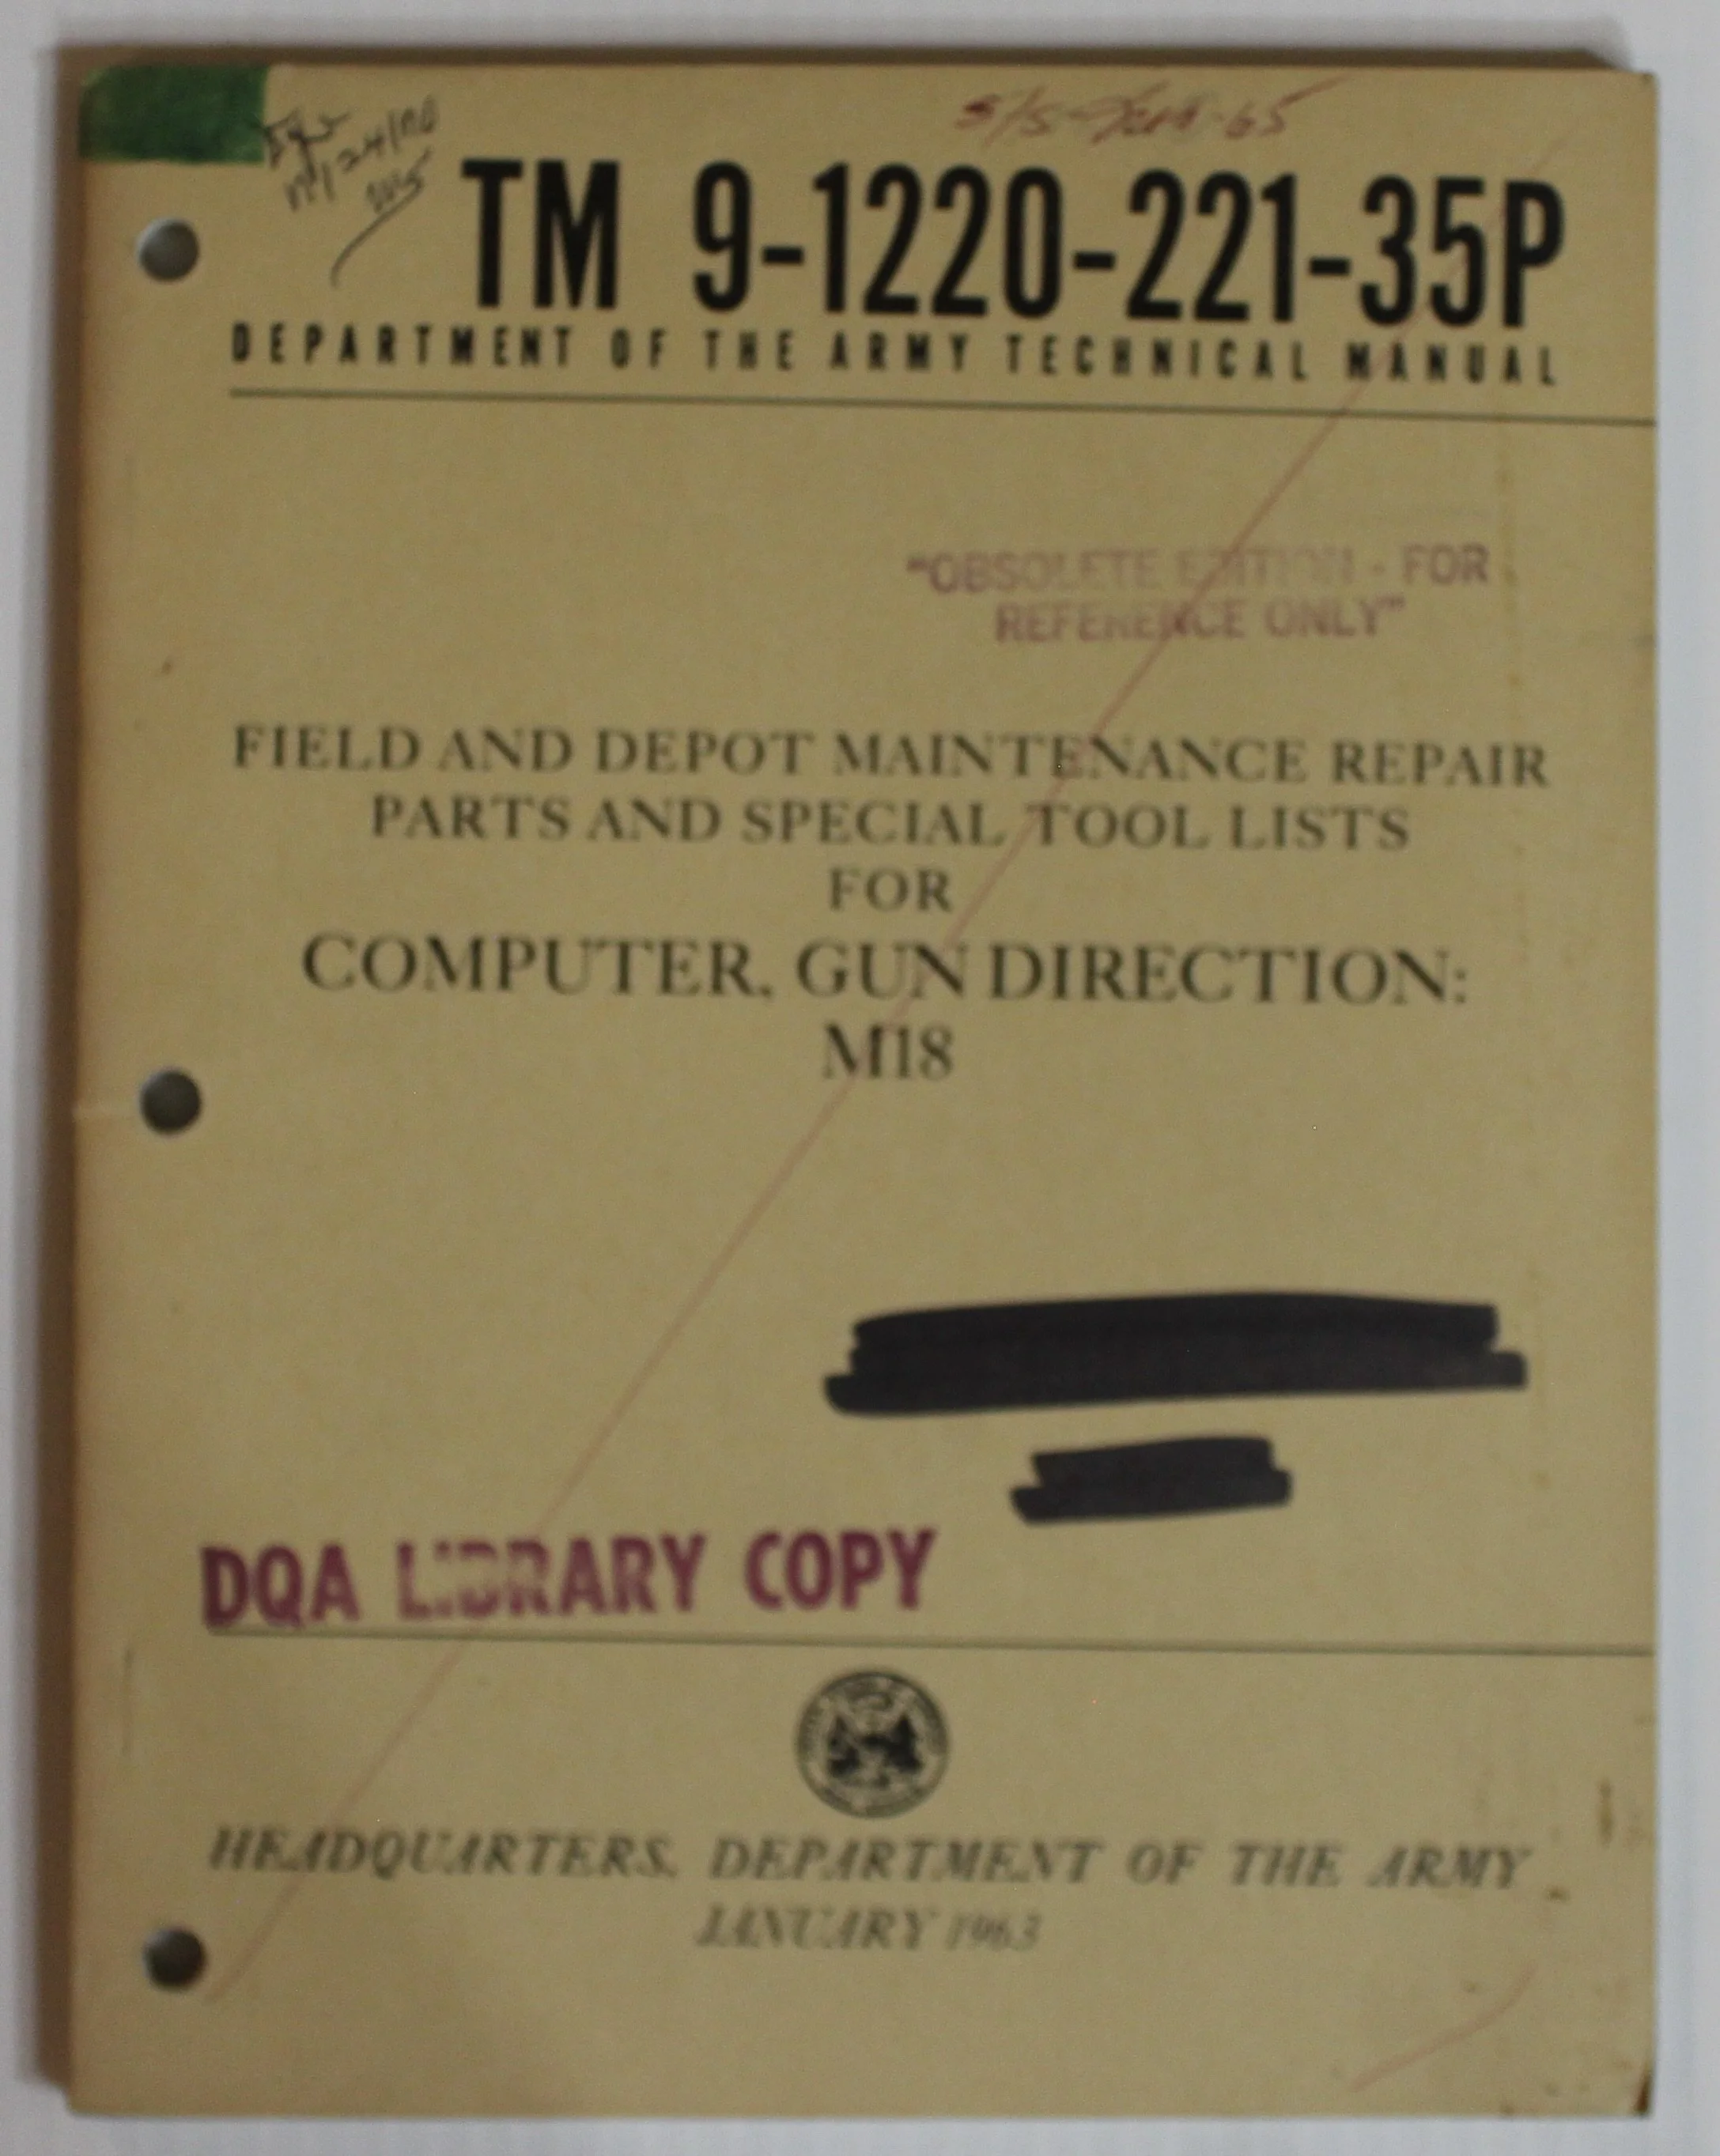 TM 9-1220-221-35P
DEPARTMENT OF THE ARMY TECHNICAL MANUAL
"OBSOLETE EDITION - FOR
REFERENCE ONLY"
FIELD AND DEPOT MAINTENANCE REPAIR
PARTS AND SPECIAL TOOL LISTS
FOR
COMPUTER, GUN DIRECTION:
M18
DQA LIBRARY COPY
HEADQUARTERS, DEPARTMENT OF THE ARMY
JANUARY 1963